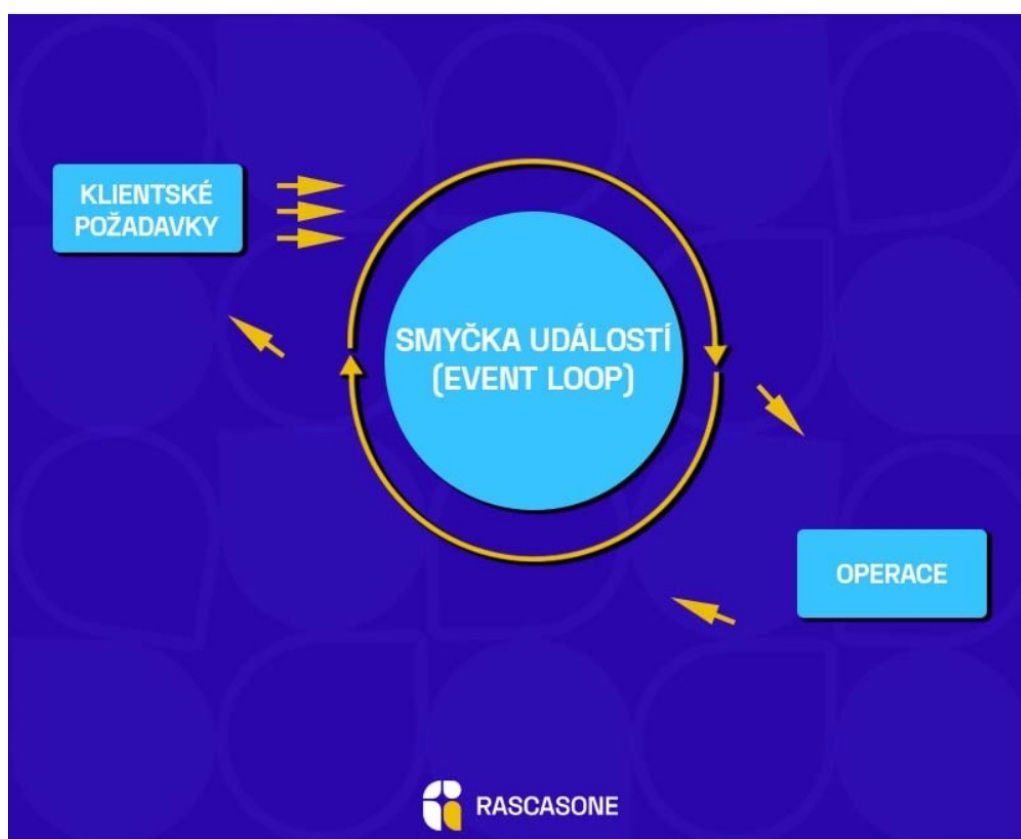 KLIENTSKÉ
POŽADAVKY
SMYČKA UDÁLOSTÍ
(EVENT LOOP)
OPERACE
RASCASONE